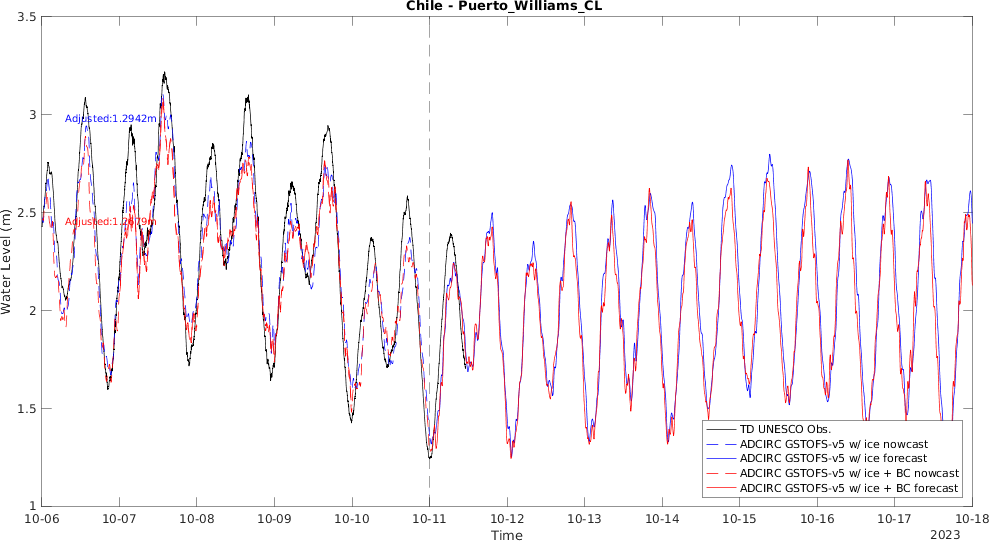 Chile - Puerto_Williams_CL
3.5
3
2.5
2
1.5
1
Water Level (m)
Adjusted:1.2942m
10-06
10-07
10-08
10-09
10-10
10-11
10-12
10-13
10-14
10-15
10-16
10-17
10-18
Time
2023
TD UNESCO Obs.
ADCIRC GSTOFS-v5 w/ ice nowcast
ADCIRC GSTOFS-v5 w/ ice forecast
ADCIRC GSTOFS-v5 w/ ice + BC nowcast
ADCIRC GSTOFS-v5 w/ ice + BC forecast